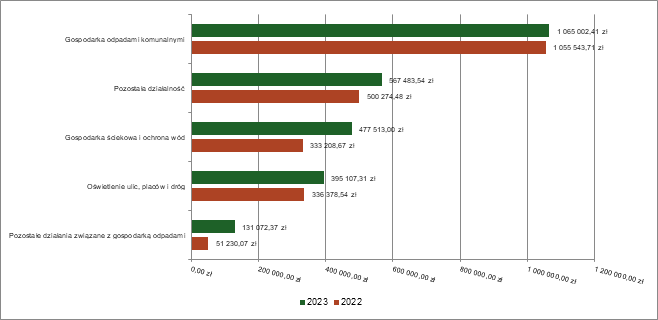 Gospodarka odpadami komunalnymi
1 065 002,41 zł
1 055 543,71 zł
Pozostała działalność
567 483,54 zł
500 274,48 zł
Gospodarka ściekowa i ochrona wód
477 513,00 zł
333 208,67 zł
Oświetlenie ulic, placów i dróg
395 107,31 zł
336 378,54 zł
Pozostałe działania związane z gospodarką odpadami
131 072,37 zł
51 230,07 zł
0,00 zł 200 000,00 zł 400 000,00 zł 600 000,00 zł 800 000,00 zł 1 000 000,00 zł 1 200 000,00 zł
2023 2022